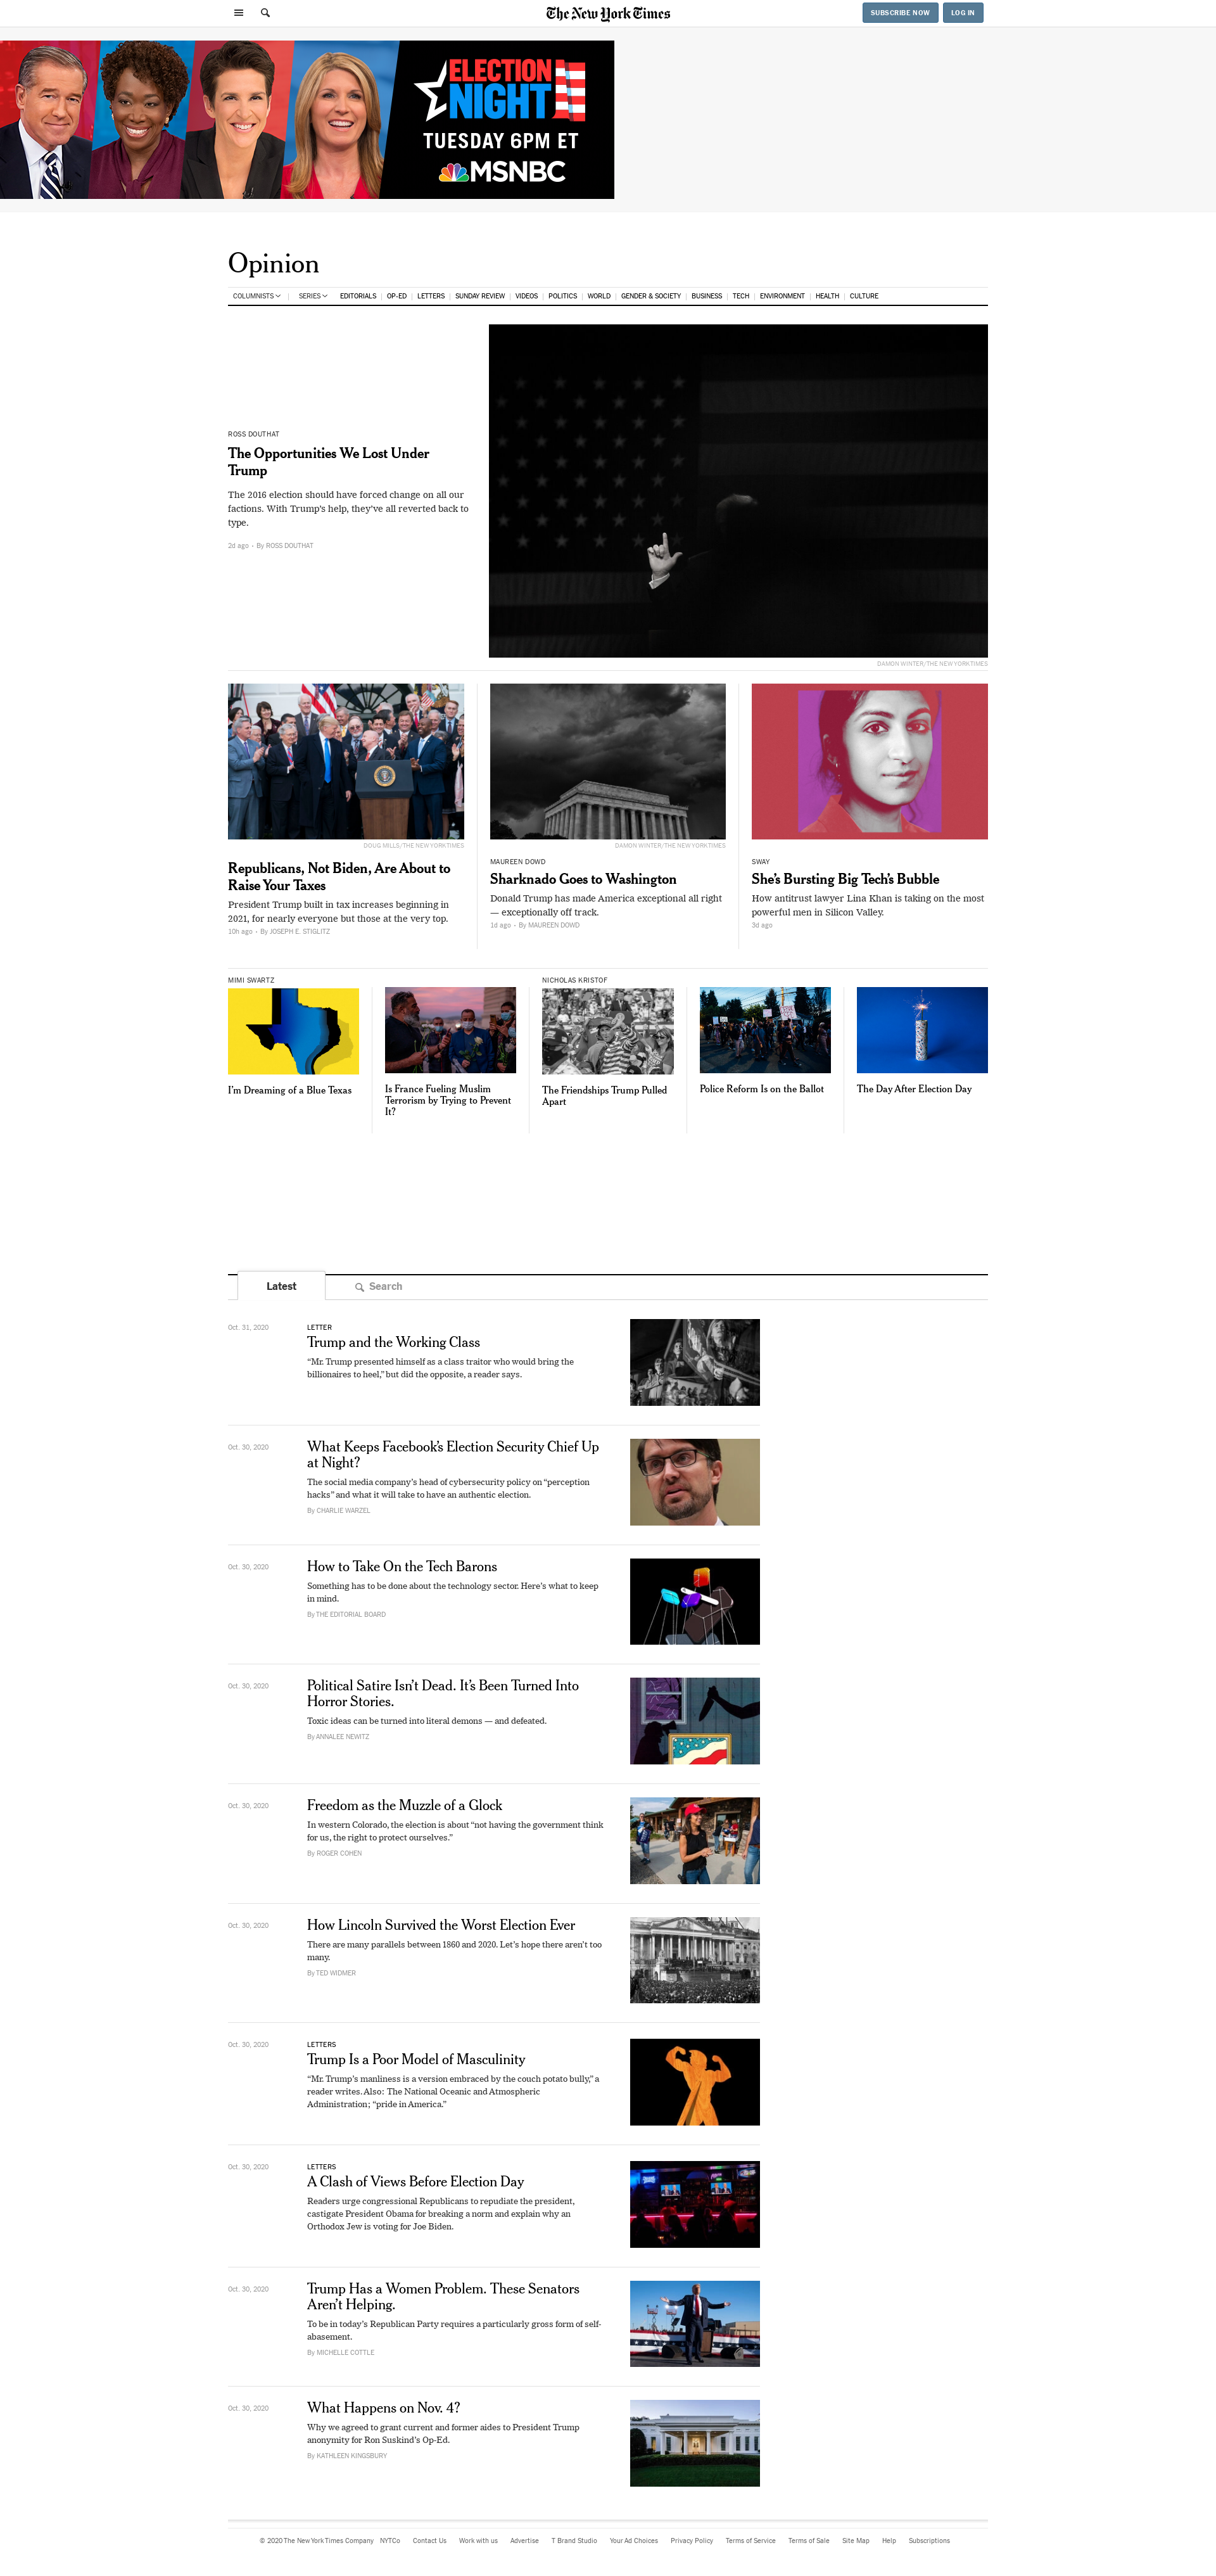 The New York Times
SUBSCRIBE NOW
LOG IN
ELECTION
NIGHT
TUESDAY 6PM ET
MSNBC
Opinion
COLUMNISTS
SERIES
EDITORIALS
OP-ED
LETTERS
SUNDAY REVIEW
VIDEOS
POLITICS
WORLD
GENDER & SOCIETY
BUSINESS
TECH
ENVIRONMENT
HEALTH
CULTURE
ROSS DOUTHAT
The Opportunities We Lost Under
Trump
The 2016 election should have forced change on all our
factions. With Trump's help, they've all reverted back to
type.
2d ago • By ROSS DOUTHAT
DAMON WINTER/THE NEW YORK TIMES
DOUG MILLS/THE NEW YORK TIMES
Republicans, Not Biden, Are About to
Raise Your Taxes
President Trump built in tax increases beginning in
2021, for nearly everyone but those at the very top.
10h ago • By JOSEPH E. STIGLITZ
DAMON WINTER/THE NEW YORK TIMES
MAUREEN DOWD
Sharknado Goes to Washington
Donald Trump has made America exceptional all right
— exceptionally off track.
1d ago • By MAUREEN DOWD
SWAY
She's Bursting Big Tech's Bubble
How antitrust lawyer Lina Khan is taking on the most
powerful men in Silicon Valley.
3d ago
MIMI SWARTZ
I'm Dreaming of a Blue Texas
Is France Fueling Muslim
Terrorism by Trying to Prevent
It?
NICHOLAS KRISTOF
The Friendships Trump Pulled
Apart
Police Reform Is on the Ballot
The Day After Election Day
Latest
Search
Oct. 31, 2020
LETTER
Trump and the Working Class
“Mr. Trump presented himself as a class traitor who would bring the
billionaires to heel,” but did the opposite, a reader says.
Oct. 30, 2020
What Keeps Facebook's Election Security Chief Up
at Night?
The social media company's head of cybersecurity policy on “perception
hacks” and what it will take to have an authentic election.
By CHARLIE WARZEL
Oct. 30, 2020
How to Take On the Tech Barons
Something has to be done about the technology sector. Here's what to keep
in mind.
By THE EDITORIAL BOARD
Oct. 30, 2020
Political Satire Isn't Dead. It's Been Turned Into
Horror Stories.
Toxic ideas can be turned into literal demons — and defeated.
By ANNALEE NEWITZ
Oct. 30, 2020
Freedom as the Muzzle of a Glock
In western Colorado, the election is about “not having the government think
for us, the right to protect ourselves.”
By ROGER COHEN
Oct. 30, 2020
How Lincoln Survived the Worst Election Ever
There are many parallels between 1860 and 2020. Let's hope there aren't too
many.
By TED WIDMER
Oct. 30, 2020
LETTERS
Trump Is a Poor Model of Masculinity
“Mr. Trump's manliness is a version embraced by the couch potato bully,” a
reader writes. Also: The National Oceanic and Atmospheric
Administration; “pride in America.”
Oct. 30, 2020
LETTERS
A Clash of Views Before Election Day
Readers urge congressional Republicans to repudiate the president,
castigate President Obama for breaking a norm and explain why an
Orthodox Jew is voting for Joe Biden.
Oct. 30, 2020
Trump Has a Women Problem. These Senators
Aren't Helping.
To be in today's Republican Party requires a particularly gross form of self-
abasement.
By MICHELLE COTTLE
Oct. 30, 2020
What Happens on Nov. 4?
Why we agreed to grant current and former aides to President Trump
anonymity for Ron Suskind's Op-Ed.
By KATHLEEN KINGSBURY
© 2020 The New York Times Company
NYTCo
Contact Us
Work with us
Advertise
T Brand Studio
Your Ad Choices
Privacy Policy
Terms of Service
Terms of Sale
Site Map
Help
Subscriptions